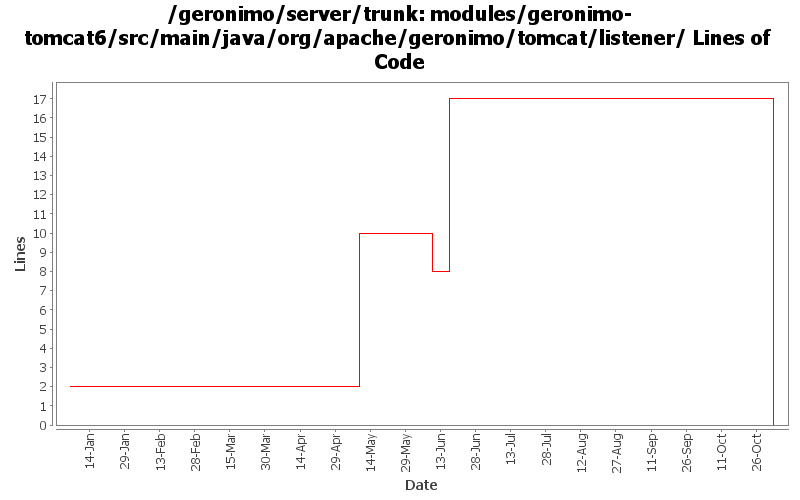 /geronimo/server/trunk: modules/geronimo-
tomcat6/src/main/java/org/apache/geronimo/tomcat/listener/ Lines of
Code
17
16
15
14
13
12
11
10
9
8
7
6
5
4
3
2
1
0
Lines
14-Jan
29-Jan
13-Feb
28-Feb
15-Mar
30-Mar
14-Apr
29-Apr
14-May
29-May
13-Jun
28-Jun
13-Jul
28-Jul
12-Aug
27-Aug
11-Sep
26-Sep
11-Oct
26-Oct
Date